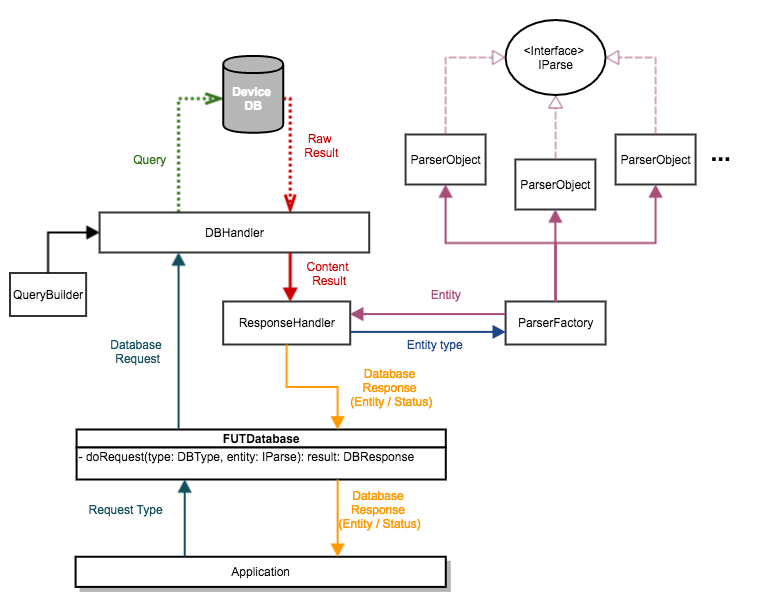 <Interface>
IParse
Device
DB
Raw
Result
Query
ParserObject
ParserObject
ParserObject
...
DBHandler
QueryBuilder
Content
Result
Entity
ResponseHandler
ParserFactory
Entity type
Database
Request
Database
Response
(Entity / Status)
FUTDatabase
- doRequest(type: DBType, entity: IParse): result: DBResponse
Request Type
Database
Response
(Entity / Status)
Application